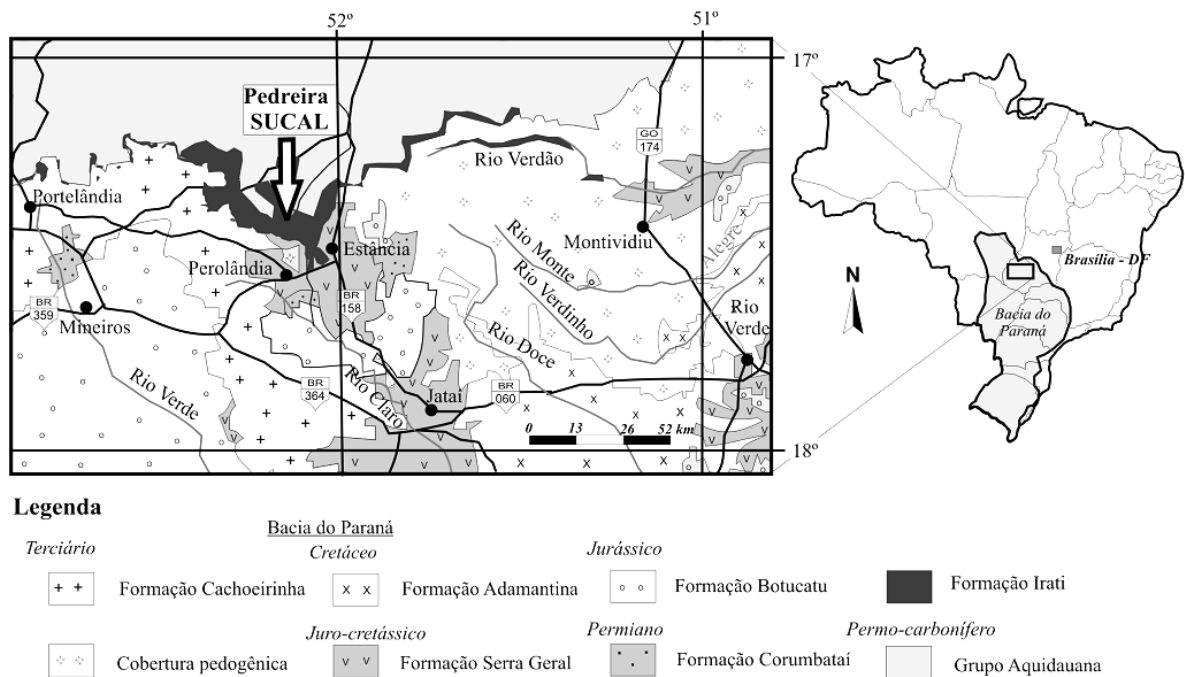 52º
51º
17º
Pedreira
SUCAL
GO
174
Rio Verdão
Portelândia
Montividiu
Alegre
Estância
Rio Monte
Perolândia
Brasília - DF
N
BR
359
Mineiros
BR
158
Rio Verdinho
Rio
Verde
Bacia do
Paraná
Rio Doce
Rio Verde
BR
364
Rio Claro
Jatai
BR
060
0 13 26 52 km
18º
Legenda
Bacia do Paraná
Terciário
Cretáceo
Jurássico
Formação Cachoeirinha
Formação Adamantina
Formação Botucatu
Formação Irati
Juro-cretássico
Permiano
Permo-carbonífero
Cobertura pedogênica
Formação Serra Geral
Formação Corumbataí
Grupo Aquidauana